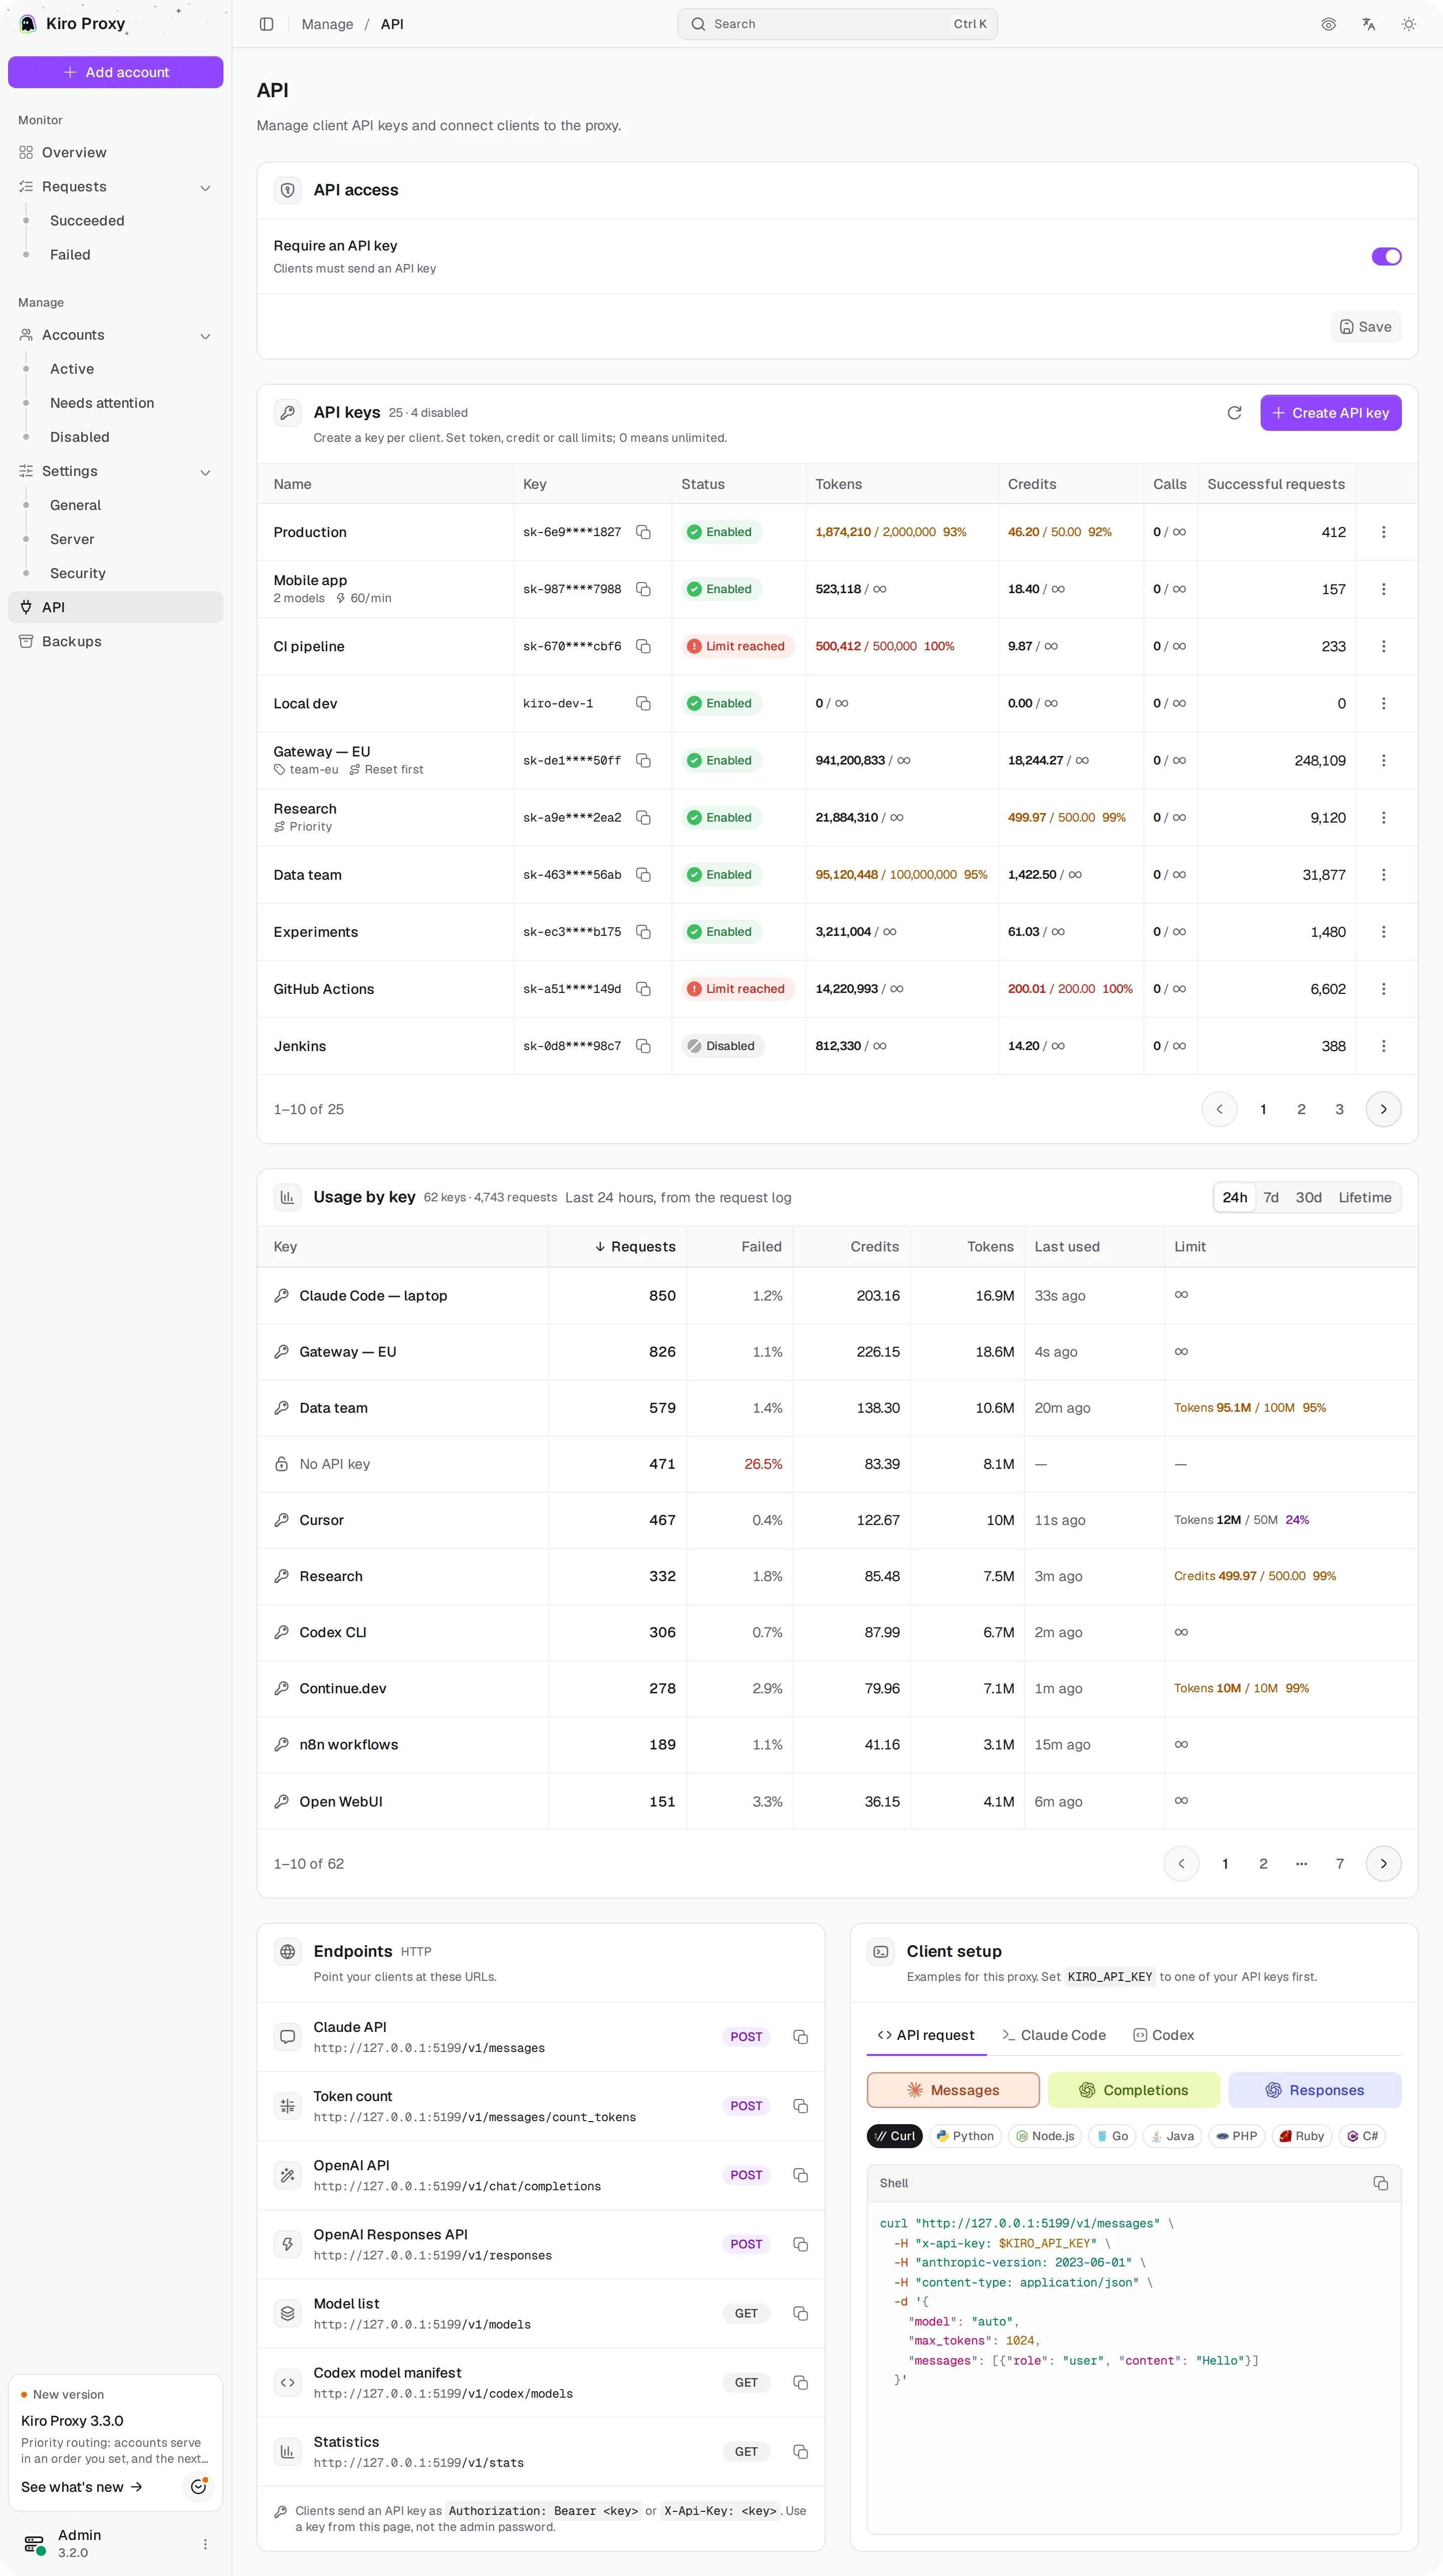 Kiro Proxy
Manage / API
Search Ctrl K
Add account
Monitor
Overview
Requests
Succeeded
Failed
Manage
Accounts
Active
Needs attention
Disabled
Settings
General
Server
Security
API
Backups
New version
Kiro Proxy 3.3.0
Priority routing: accounts serve
in an order you set, and the next...
See what's new →
Admin
3.2.0
API
Manage client API keys and connect clients to the proxy.
API access
Require an API key
Clients must send an API key
Save
API keys 25 · 4 disabled
Create a key per client. Set token, credit or call limits; 0 means unlimited.
Create API key
Name Key Status Tokens Credits Calls Successful requests
Production sk-6e9****1827 Enabled 1,874,210 / 2,000,000 93% 46.20 / 50.00 92% 0 / ∞ 412
Mobile app sk-987****7988 Enabled 523,118 / ∞ 18.40 / ∞ 0 / ∞ 157
2 models 60/min
CI pipeline sk-670****cbf6 Limit reached 500,412 / 500,000 100% 9.87 / ∞ 0 / ∞ 233
Local dev kiro-dev-1 Enabled 0 / ∞ 0.00 / ∞ 0 / ∞ 0
Gateway — EU sk-de1****50ff Enabled 941,200,833 / ∞ 18,244.27 / ∞ 0 / ∞ 248,109
team-eu Reset first
Research sk-a9e****2ea2 Enabled 21,884,310 / ∞ 499.97 / 500.00 99% 0 / ∞ 9,120
Priority
Data team sk-463****56ab Enabled 95,120,448 / 100,000,000 95% 1,422.50 / ∞ 0 / ∞ 31,877
Experiments sk-ec3****b175 Enabled 3,211,004 / ∞ 61.03 / ∞ 0 / ∞ 1,480
GitHub Actions sk-a51****149d Limit reached 14,220,993 / ∞ 200.01 / 200.00 100% 0 / ∞ 6,602
Jenkins sk-0d8****98c7 Disabled 812,330 / ∞ 14.20 / ∞ 0 / ∞ 388
1–10 of 25 1 2 3
Usage by key 62 keys · 4,743 requests Last 24 hours, from the request log 24h 7d 30d Lifetime
Key ↓ Requests Failed Credits Tokens Last used Limit
Claude Code — laptop 850 1.2% 203.16 16.9M 33s ago ∞
Gateway — EU 826 1.1% 226.15 18.6M 4s ago ∞
Data team 579 1.4% 138.30 10.6M 20m ago Tokens 95.1M / 100M 95%
No API key 471 26.5% 83.39 8.1M — —
Cursor 467 0.4% 122.67 10M 11s ago Tokens 12M / 50M 24%
Research 332 1.8% 85.48 7.5M 3m ago Credits 499.97 / 500.00 99%
Codex CLI 306 0.7% 87.99 6.7M 2m ago ∞
Continue.dev 278 2.9% 79.96 7.1M 1m ago Tokens 10M / 10M 99%
n8n workflows 189 1.1% 41.16 3.1M 15m ago ∞
Open WebUI 151 3.3% 36.15 4.1M 6m ago ∞
1–10 of 62 1 2 ... 7
Endpoints HTTP
Point your clients at these URLs.
Claude API
http://127.0.0.1:5199/v1/messages POST
Token count
http://127.0.0.1:5199/v1/messages/count_tokens POST
OpenAI API
http://127.0.0.1:5199/v1/chat/completions POST
OpenAI Responses API
http://127.0.0.1:5199/v1/responses POST
Model list
http://127.0.0.1:5199/v1/models GET
Codex model manifest
http://127.0.0.1:5199/v1/codex/models GET
Statistics
http://127.0.0.1:5199/v1/stats GET
Clients send an API key as Authorization: Bearer <key> or X-Api-Key: <key>. Use
a key from this page, not the admin password.
Client setup
Examples for this proxy. Set KIRO_API_KEY to one of your API keys first.
API request Claude Code Codex
Messages Completions Responses
Curl Python Node.js Go Java PHP Ruby C#
Shell
curl "http://127.0.0.1:5199/v1/messages" \
-H "x-api-key: $KIRO_API_KEY" \
-H "anthropic-version: 2023-06-01" \
-H "content-type: application/json" \
-d '{
"model": "auto",
"max_tokens": 1024,
"messages": [{"role": "user", "content": "Hello"}]
}'